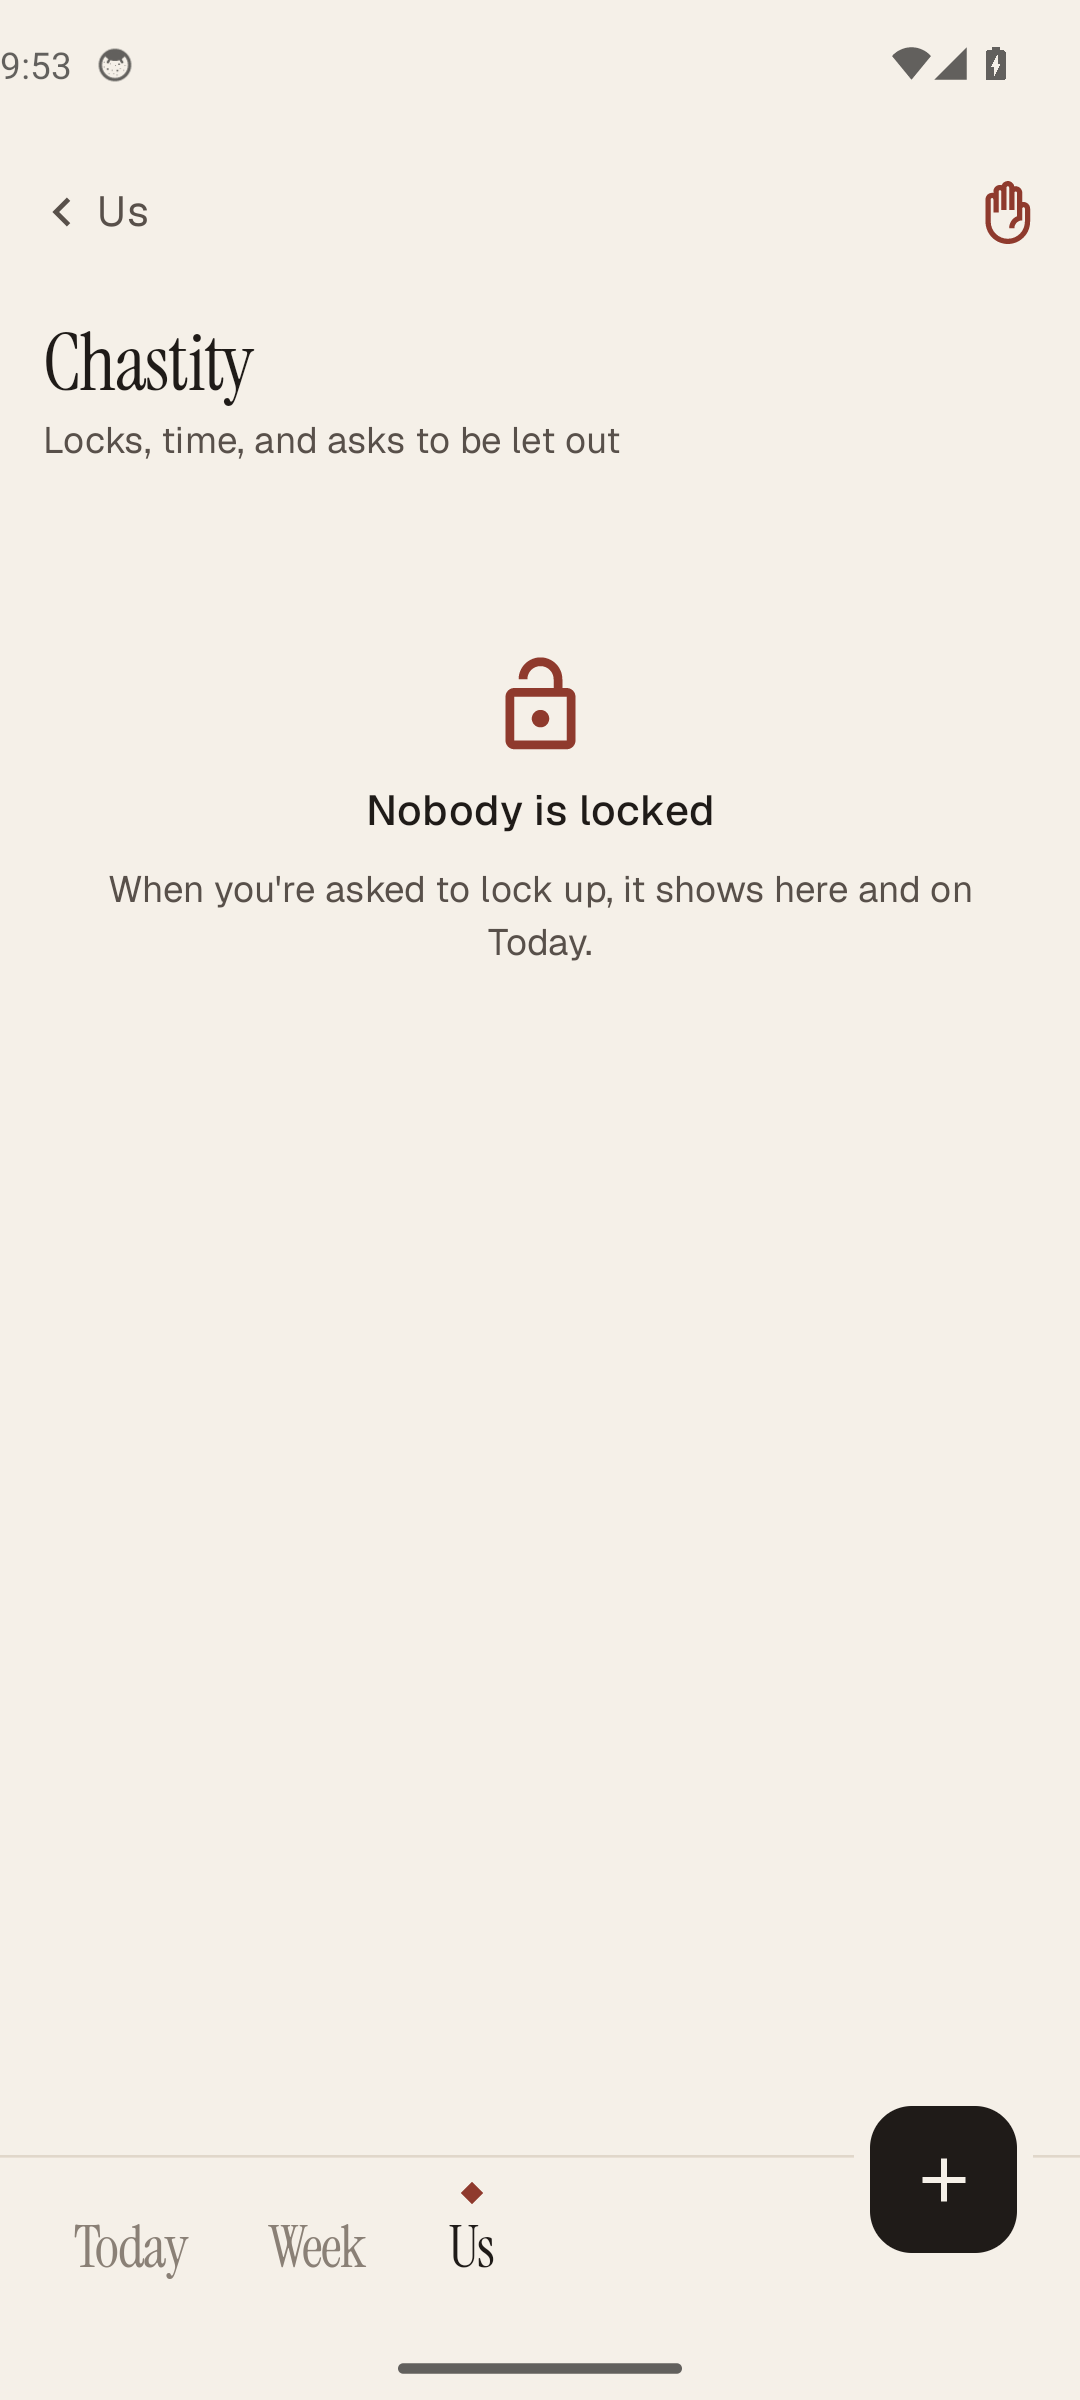 9:53
Us
Chastity
Locks, time, and asks to be let out
Nobody is locked
When you're asked to lock up, it shows here and on
Today.
Today
Week
Us